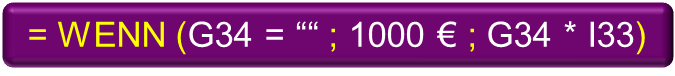 = WENN (G34 = ““ ; 1000 € ; G34 * I33)